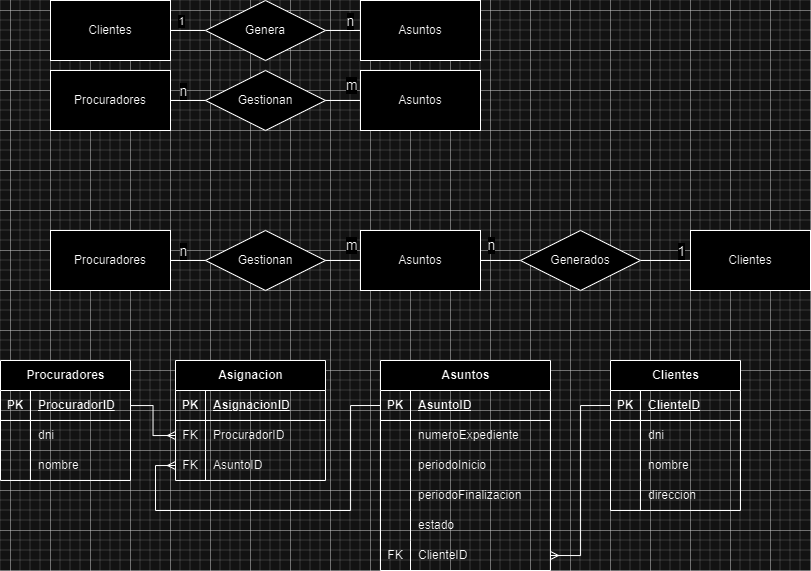 Clientes 1 Genera n Asuntos
Procuradores n Gestionan m Asuntos
Procuradores n Gestionan m Asuntos n Generados 1 Clientes
Procuradores
PK ProcuradorID
dni
nombre
Asignacion
PK AsignacionID
FK ProcuradorID
FK AsuntoID
Asuntos
PK AsuntoID
numeroExpediente
periodoInicio
periodoFinalizacion
estado
FK ClienteID
Clientes
PK ClienteID
dni
nombre
direccion